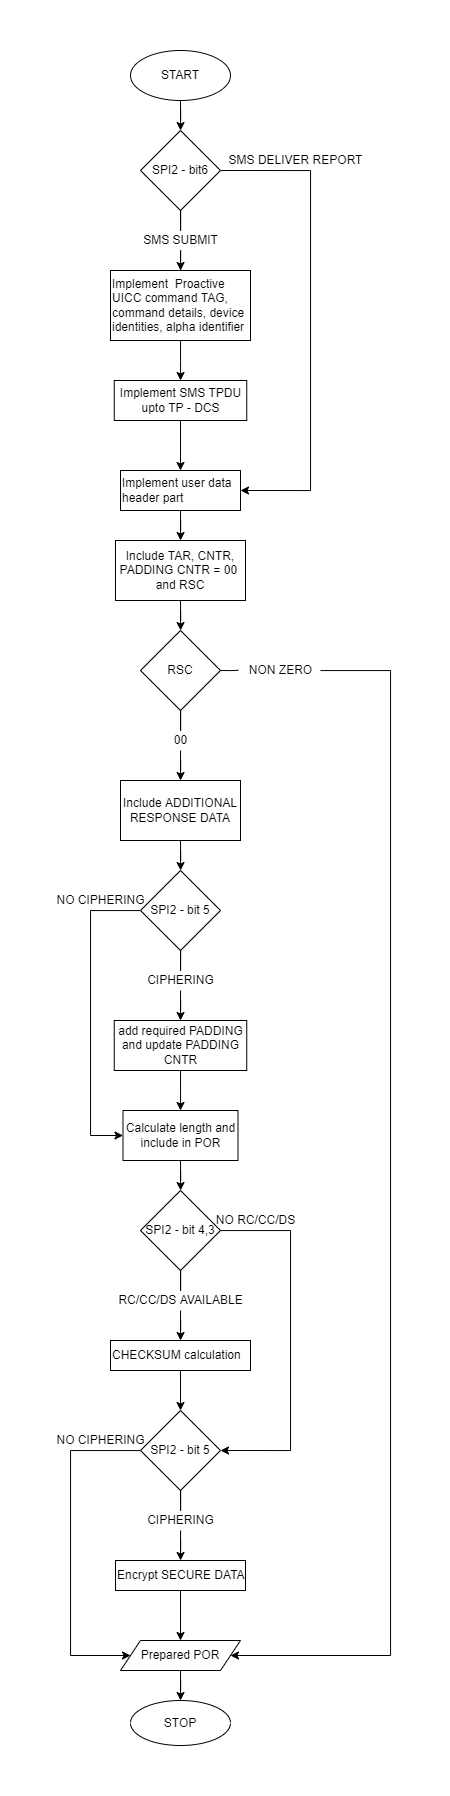 START
SPI2 - bit6
SMS DELIVER REPORT
SMS SUBMIT
Implement Proactive
UICC command TAG,
command details, device
identities, alpha identifier
Implement SMS TPDU
upto TP - DCS
Implement user data
header part
Include TAR, CNTR,
PADDING CNTR = 00
and RSC
RSC
NON ZERO
00
Include ADDITIONAL
RESPONSE DATA
NO CIPHERING
SPI2 - bit 5
CIPHERING
add required PADDING
and update PADDING
CNTR
Calculate length and
include in POR
SPI2 - bit 4,3
NO RC/CC/DS
RC/CC/DS AVAILABLE
CHECKSUM calculation
NO CIPHERING
SPI2 - bit 5
CIPHERING
Encrypt SECURE DATA
Prepared POR
STOP